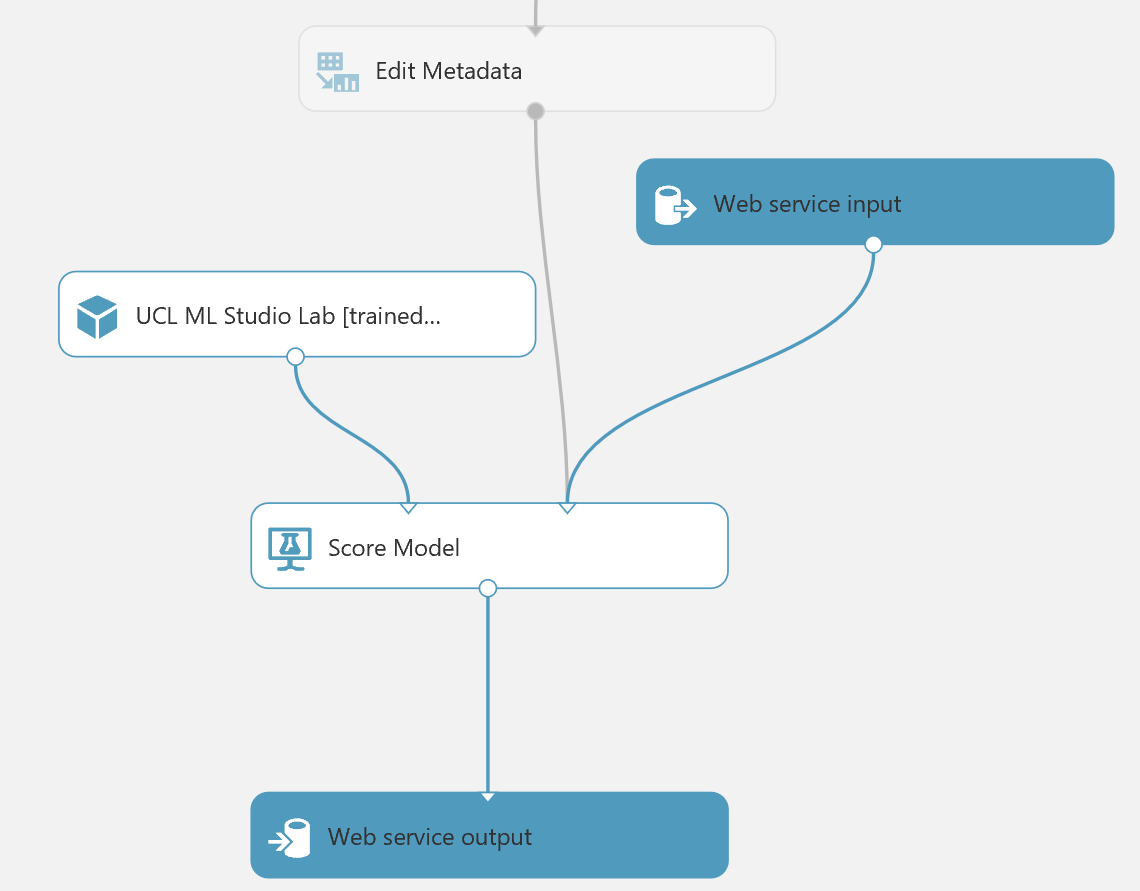 Edit Metadata
Web service input
UCL ML Studio Lab [trained...
Score Model
Web service output